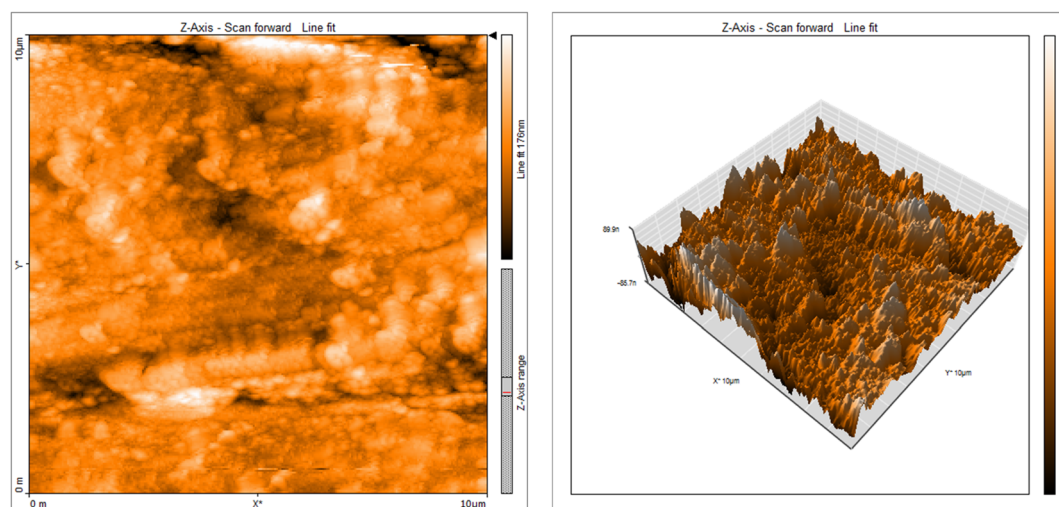 Z-Axis - Scan forward Line fit
10µm
Line fit 176nm
Y*
Z-Axis range
0 m
0 m
X*
10µm
Z-Axis - Scan forward Line fit
89.9n
-85.7n
X* 10µm
Y* 10µm